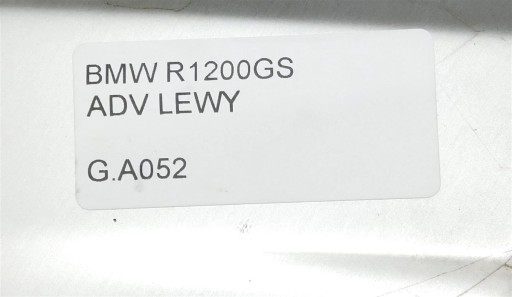 BMW R1200GS
ADV LEWY
G.A052